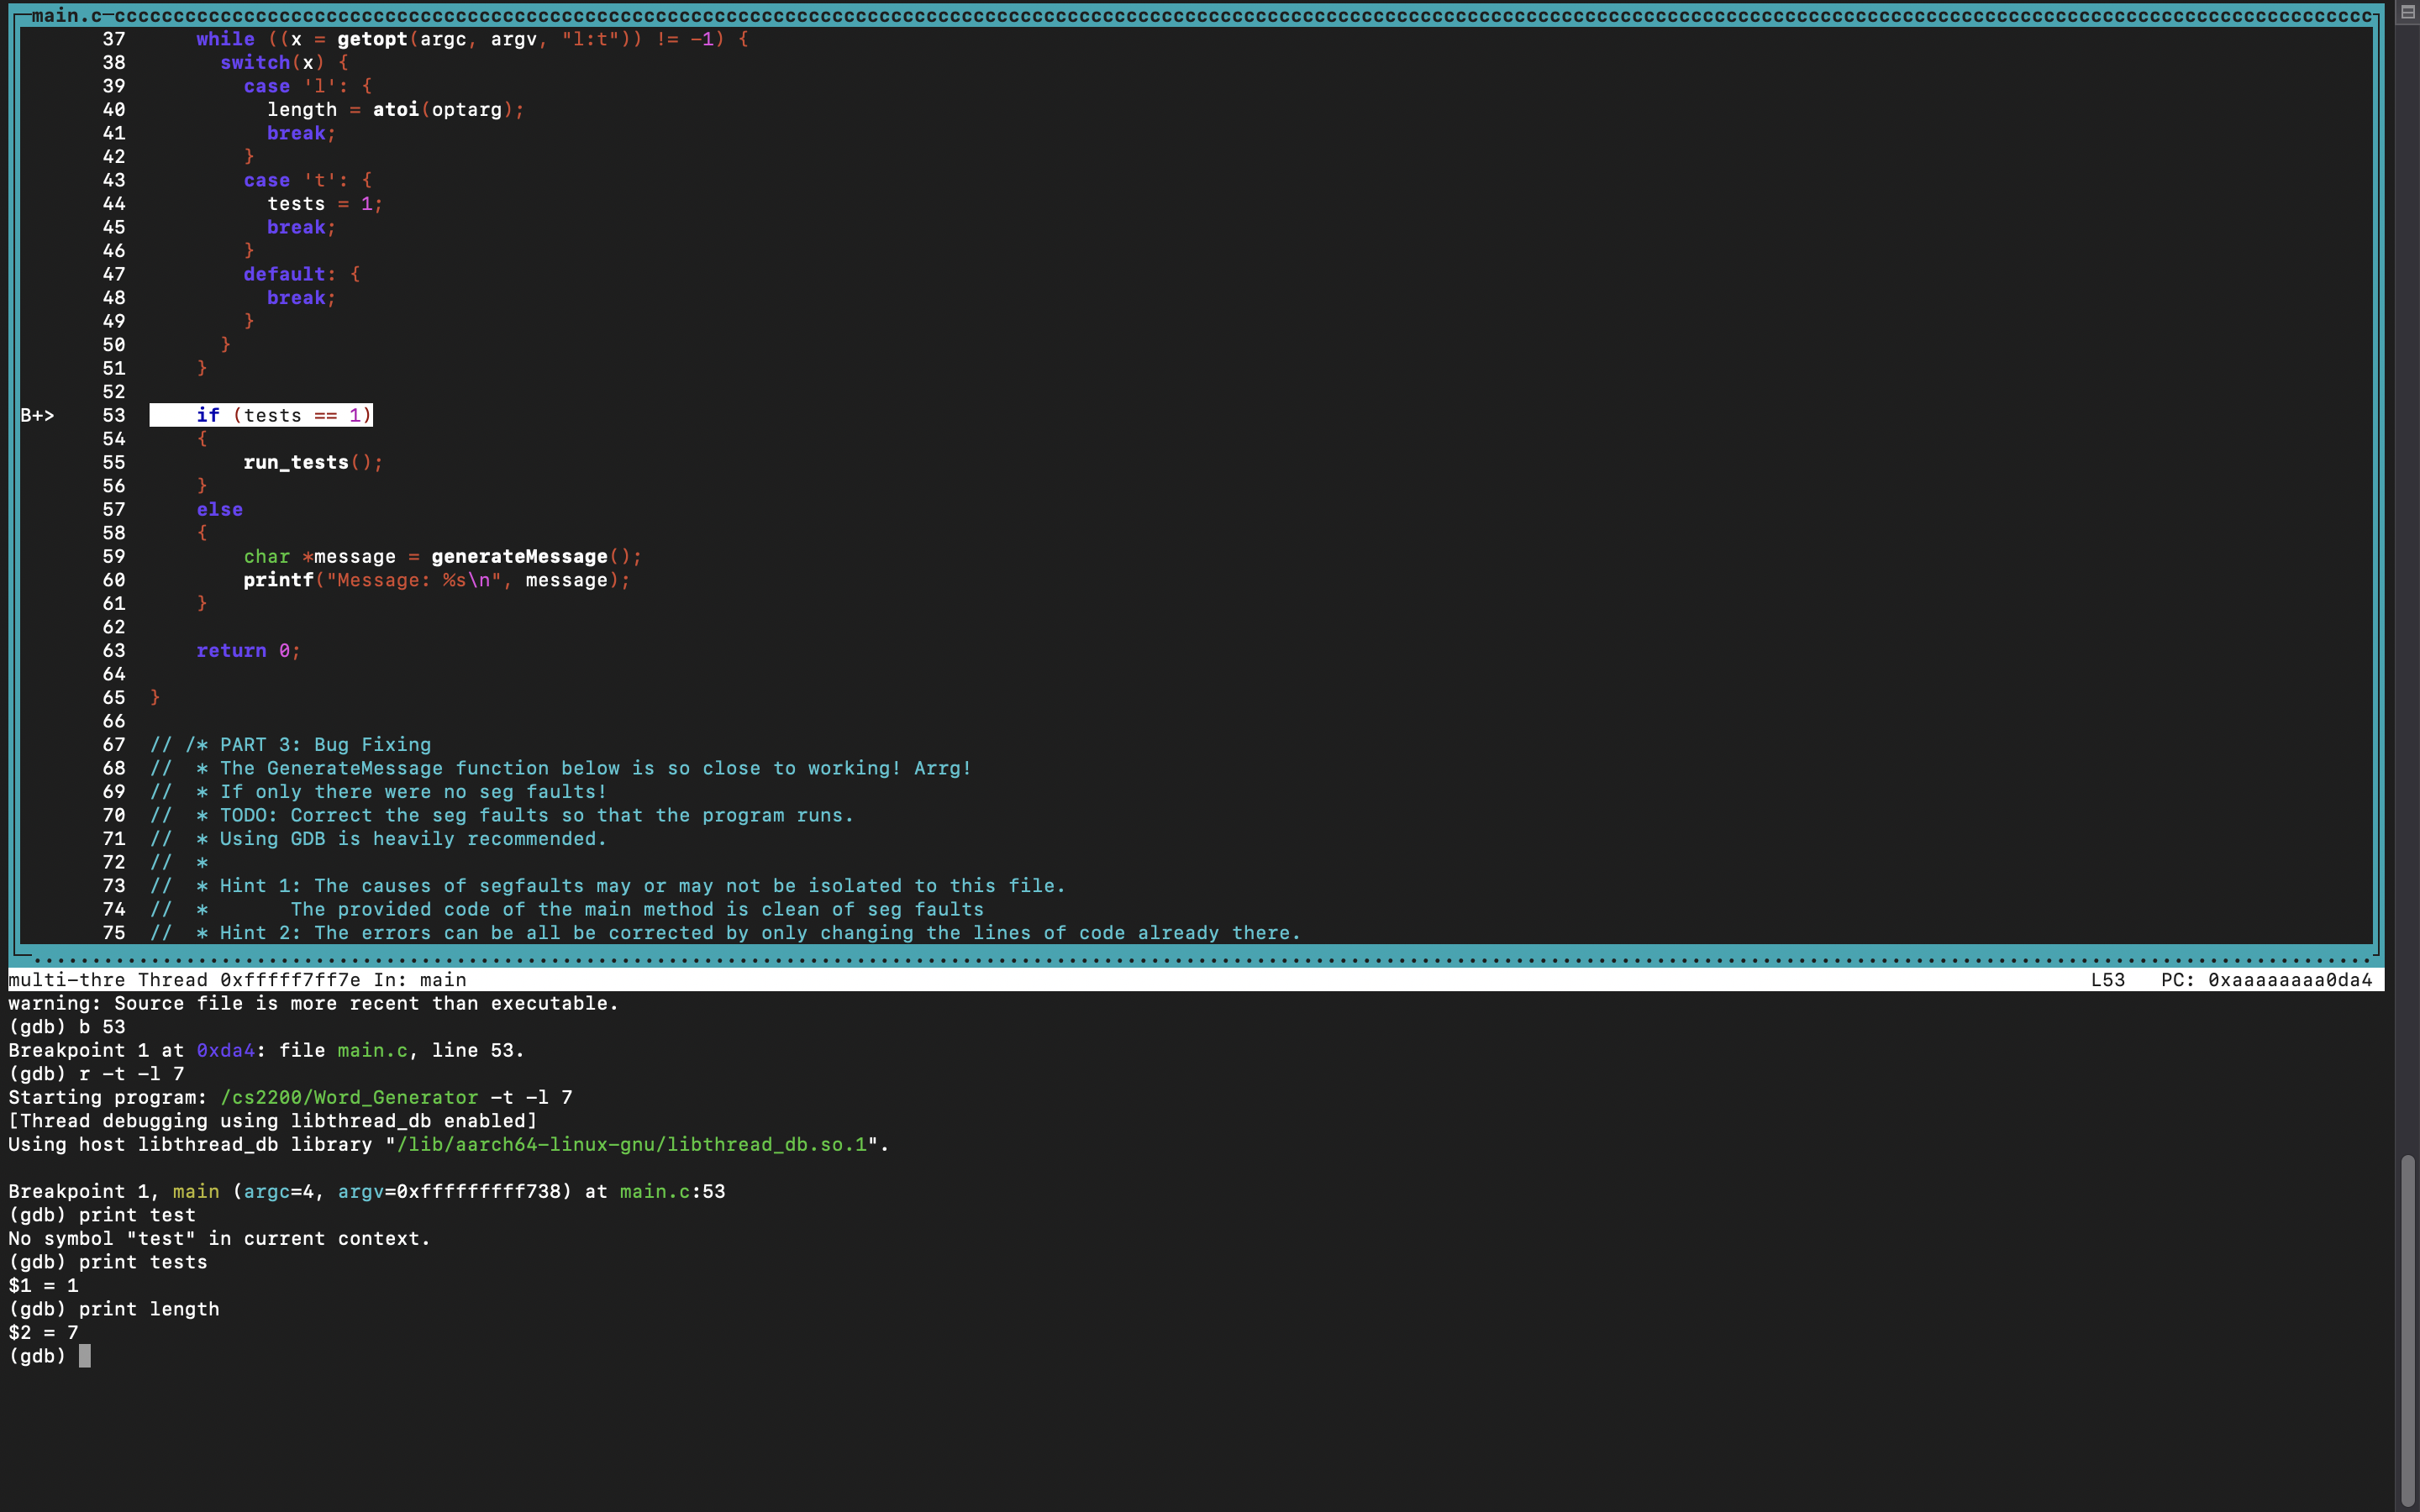 main.c
37 while ((x = getopt(argc, argv, "l:t")) != -1) {
38 switch(x) {
39 case 'l': {
40 length = atoi(optarg);
41 break;
42 }
43 case 't': {
44 tests = 1;
45 break;
46 }
47 default: {
48 break;
49 }
50 }
51 }
52
B+> 53 if (tests == 1)
54 {
55 run_tests();
56 }
57 else
58 {
59 char *message = generateMessage();
60 printf("Message: %s\n", message);
61 }
62
63 return 0;
64
65 }
66
67 // /* PART 3: Bug Fixing
68 //  * The GenerateMessage function below is so close to working! Arrg!
69 //  * If only there were no seg faults!
70 //  * TODO: Correct the seg faults so that the program runs.
71 //  * Using GDB is heavily recommended.
72 //  *
73 //  * Hint 1: The causes of segfaults may or may not be isolated to this file.
74 //  *       The provided code of the main method is clean of seg faults
75 //  * Hint 2: The errors can be all be corrected by only changing the lines of code already there.
multi-thre Thread 0xfffff7ff7e In: main L53 PC: 0xaaaaaaaa0da4
warning: Source file is more recent than executable.
(gdb) b 53
Breakpoint 1 at 0xda4: file main.c, line 53.
(gdb) r -t -l 7
Starting program: /cs2200/Word_Generator -t -l 7
[Thread debugging using libthread_db enabled]
Using host libthread_db library "/lib/aarch64-linux-gnu/libthread_db.so.1".
Breakpoint 1, main (argc=4, argv=0xfffffffff738) at main.c:53
(gdb) print test
No symbol "test" in current context.
(gdb) print tests
$1 = 1
(gdb) print length
$2 = 7
(gdb)